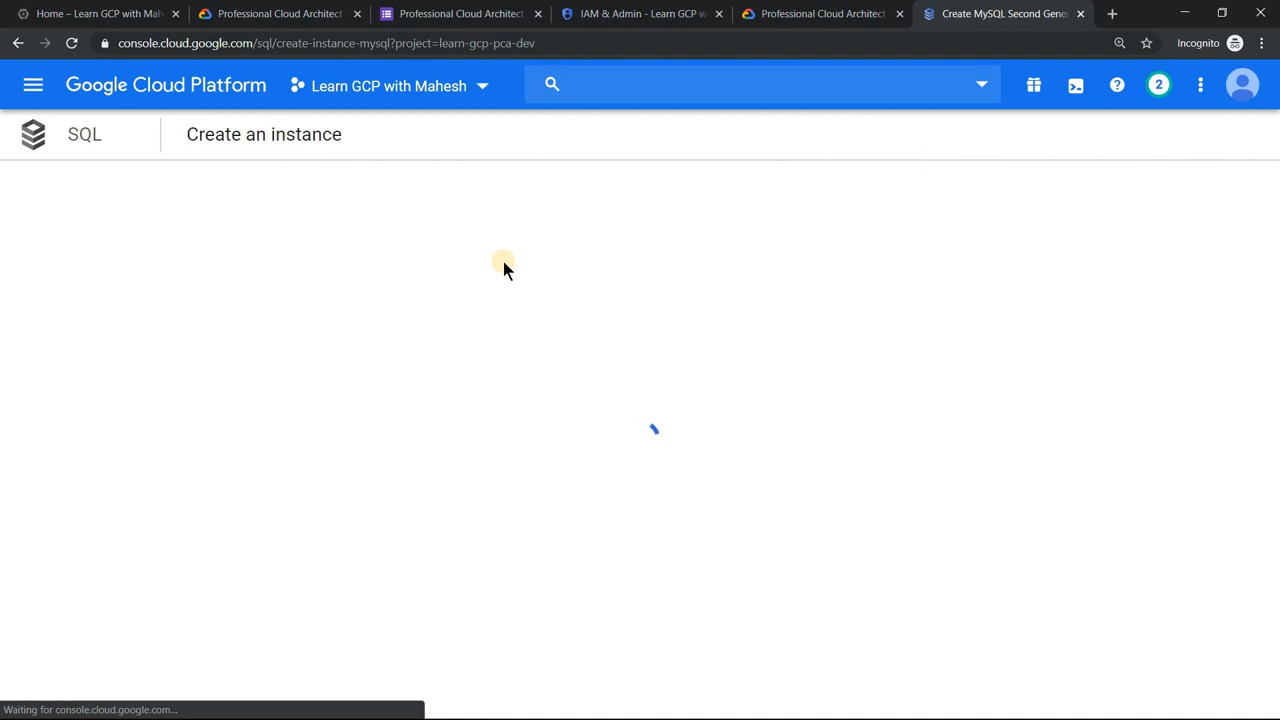 Home – Learn GCP with Mah
Professional Cloud Architect
Professional Cloud Architect
IAM & Admin - Learn GCP w
Professional Cloud Architect
Create MySQL Second Gene
console.cloud.google.com/sql/create-instance-mysql?project=learn-gcp-pca-dev
Incognito
Google Cloud Platform
Learn GCP with Mahesh
2
SQL
Create an instance
Waiting for console.cloud.google.com...